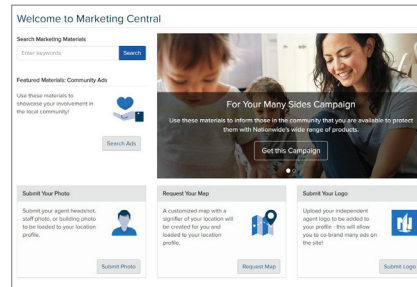 Welcome to Marketing Central
Search Marketing Materials
Enter keywords
Search
Featured Materials: Community Ads
Use these materials to
showcase your involvement in
the local community!
Search Ads
For Your Many Sides Campaign
Use these materials to inform those in the community that you are available to protect
them with Nationwide's wide range of products.
Get this Campaign
Submit Your Photo
Submit your agent headshot,
staff photo, or building photo
to be loaded to your location
profile.
Submit Photo
Request Your Map
A customized map with a
signifier of your location will
be created for you and
loaded to your location
profile.
Request Map
Submit Your Logo
Upload your independent
agent logo to be added to
your profile - this will allow
you to co-brand many ads on
the site!
Submit Logo